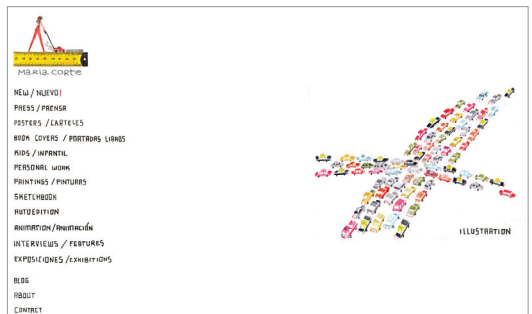 maria corte
NEW / NUEVO!
PRESS / PRENSA
POSTERS / CARTELES
BOOK COVERS / PORTADAS LIBROS
KIDS / INFANTIL
PERSONAL WORK
PAINTINGS / PINTURAS
SKETCHBOOK
AUTOEDITION
ANIMATION / ANIMACIÓN
INTERVIEWS / FEATURES
EXPOSICIONES / EXHIBITIONS
BLOG
ABOUT
CONTACT
ILLUSTRATION